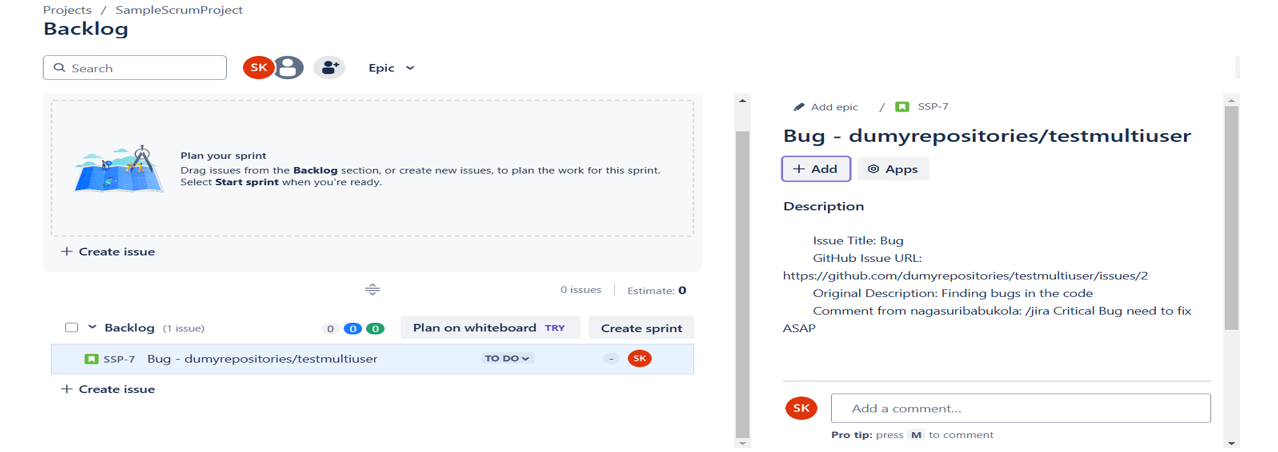 Projects / SampleScrumProject
Backlog
Search
SK
Epic
Plan your sprint
Drag issues from the Backlog section, or create new issues, to plan the work for this sprint.
Select Start sprint when you're ready.
+ Create issue
0 issues
Estimate: 0
Backlog (1 issue)
0 0 0
Plan on whiteboard TRY
Create sprint
SSP-7 Bug - dumyrepositories/testmultiuser
TO DO
-
SK
+ Create issue
Add epic / SSP-7
Bug - dumyrepositories/testmultiuser
+ Add
Apps
Description
Issue Title: Bug
GitHub Issue URL:
https://github.com/dumyrepositories/testmultiuser/issues/2
Original Description: Finding bugs in the code
Comment from nagasuribabukola: /jira Critical Bug need to fix
ASAP
SK
Add a comment...
Pro tip: press M to comment